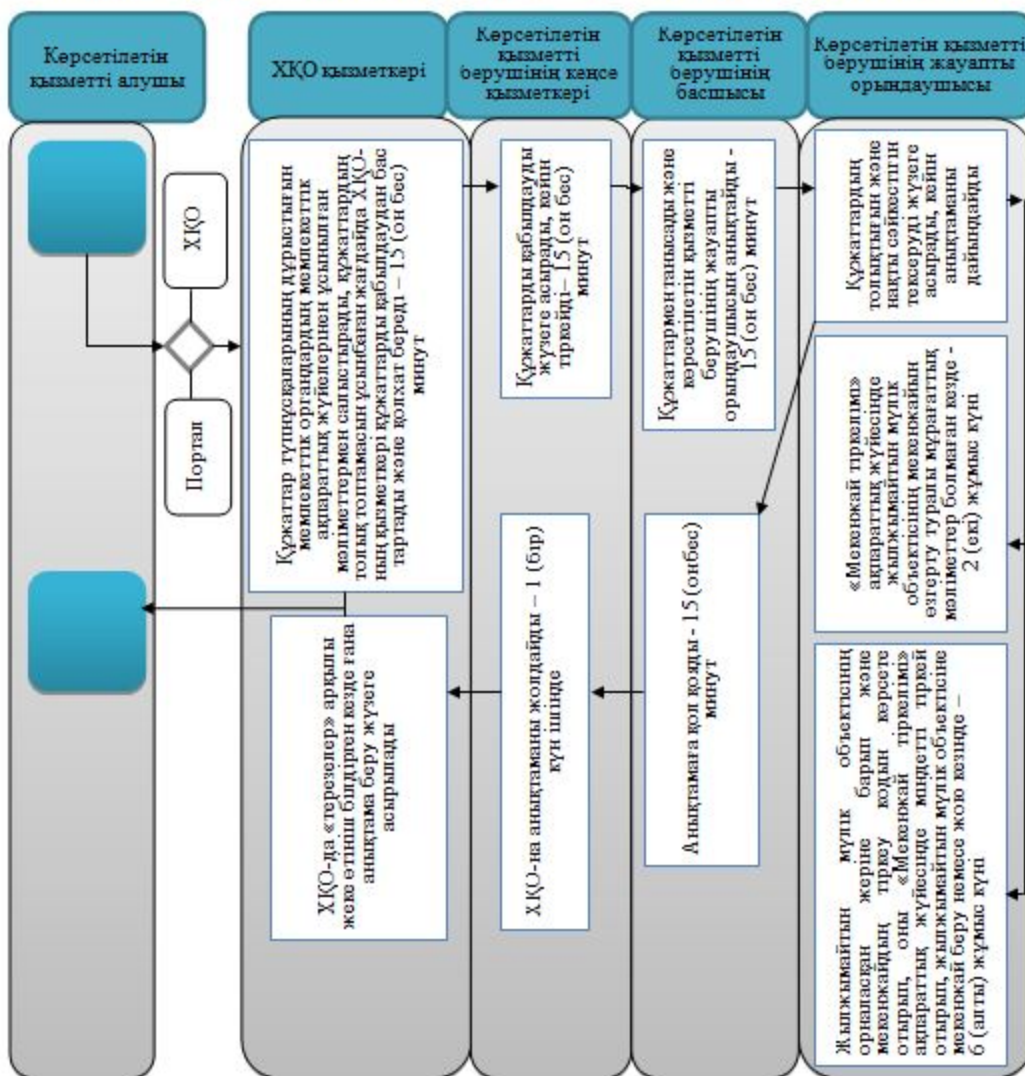 Көрсетілетін
қызметті алушы
ХҚО қызметкері
Көрсетілетін
қызметті
берушінің кеңсе
қызметкері
Көрсетілетін
қызметті
берушінің
басшысы
Көрсетілетін қызметті
берушінің жауапты
орындаушысы
ХҚО
Портал
Құжаттар түпнұсқаларының дұрыстығын
мемлекеттік органдардың мемлекеттік
ақпараттық жүйелерінен ұсынылған
мәліметтермен салыстырады, құжаттардың
толық топтамасын ұсынбаған жағдайда ХҚО-
ның қызметкері құжаттарды қабылдаудан бас
тартады және қолхат береді – 15 (он бес)
минут
Құжаттарды қабылдауды
жүзеге асырады, кейін
тіркейді– 15 (он бес)
минут
Құжаттармен танысады және
көрсетілетін қызметті
берушінің жауапты
орындаушысын анықтайды -
15 (он бес) минут
Құжаттардың
толықтығын және
нақты сәйкестігін
тексеруді жүзеге
асырады, кейін
анықтаманы
дайындайды
«Мекенжай тіркелімі»
ақпараттық жүйесінде
жылжымайтын мүлік
объектісінің мекенжайын
өзгерту туралы мұрағаттық
мәліметтер болмаған кезде -
2 (екі) жұмыс күні
Жылжымайтын мүлік объектісінің
орналасқан жеріне барып және
мекенжайдың тіркеу кодын көрсете
отырып, оны «Мекенжай тіркелімі»
ақпараттық жүйесінде міндетті тіркей
отырып, жылжымайтын мүлік объектісіне
мекенжай беру немесе жою кезінде –
6 (алты) жұмыс күні
Анықтамаға қол қояды - 15 (онбес)
минут
ХҚО-на анықтаманы жолдайды – 1 (бір)
күн ішінде
ХҚО-да «терезелер» арқылы
жеке өтініш білдірген кезде ғана
анықтама беру жүзеге
асырылады